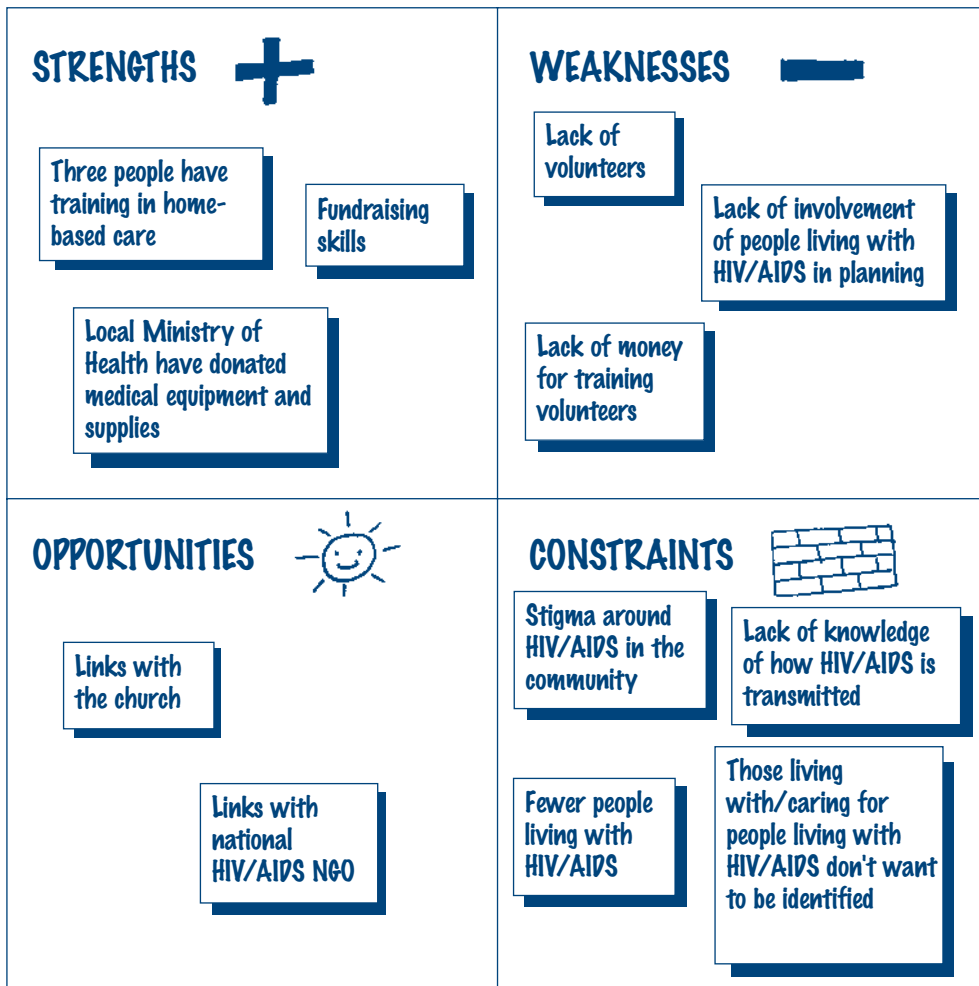 STRENGTHS
Three people have
training in home-
based care
Fundraising
skills
Local Ministry of
Health have donated
medical equipment and
supplies
WEAKNESSES
Lack of
volunteers
Lack of involvement
of people living with
HIV/AIDS in planning
Lack of money
for training
volunteers
OPPORTUNITIES
Links with
the church
Links with
national
HIV/AIDS NGO
CONSTRAINTS
Stigma around
HIV/AIDS in the
community
Lack of knowledge
of how HIV/AIDS is
transmitted
Fewer people
living with
HIV/AIDS
Those living
with/caring for
people living with
HIV/AIDS don't want
to be identified